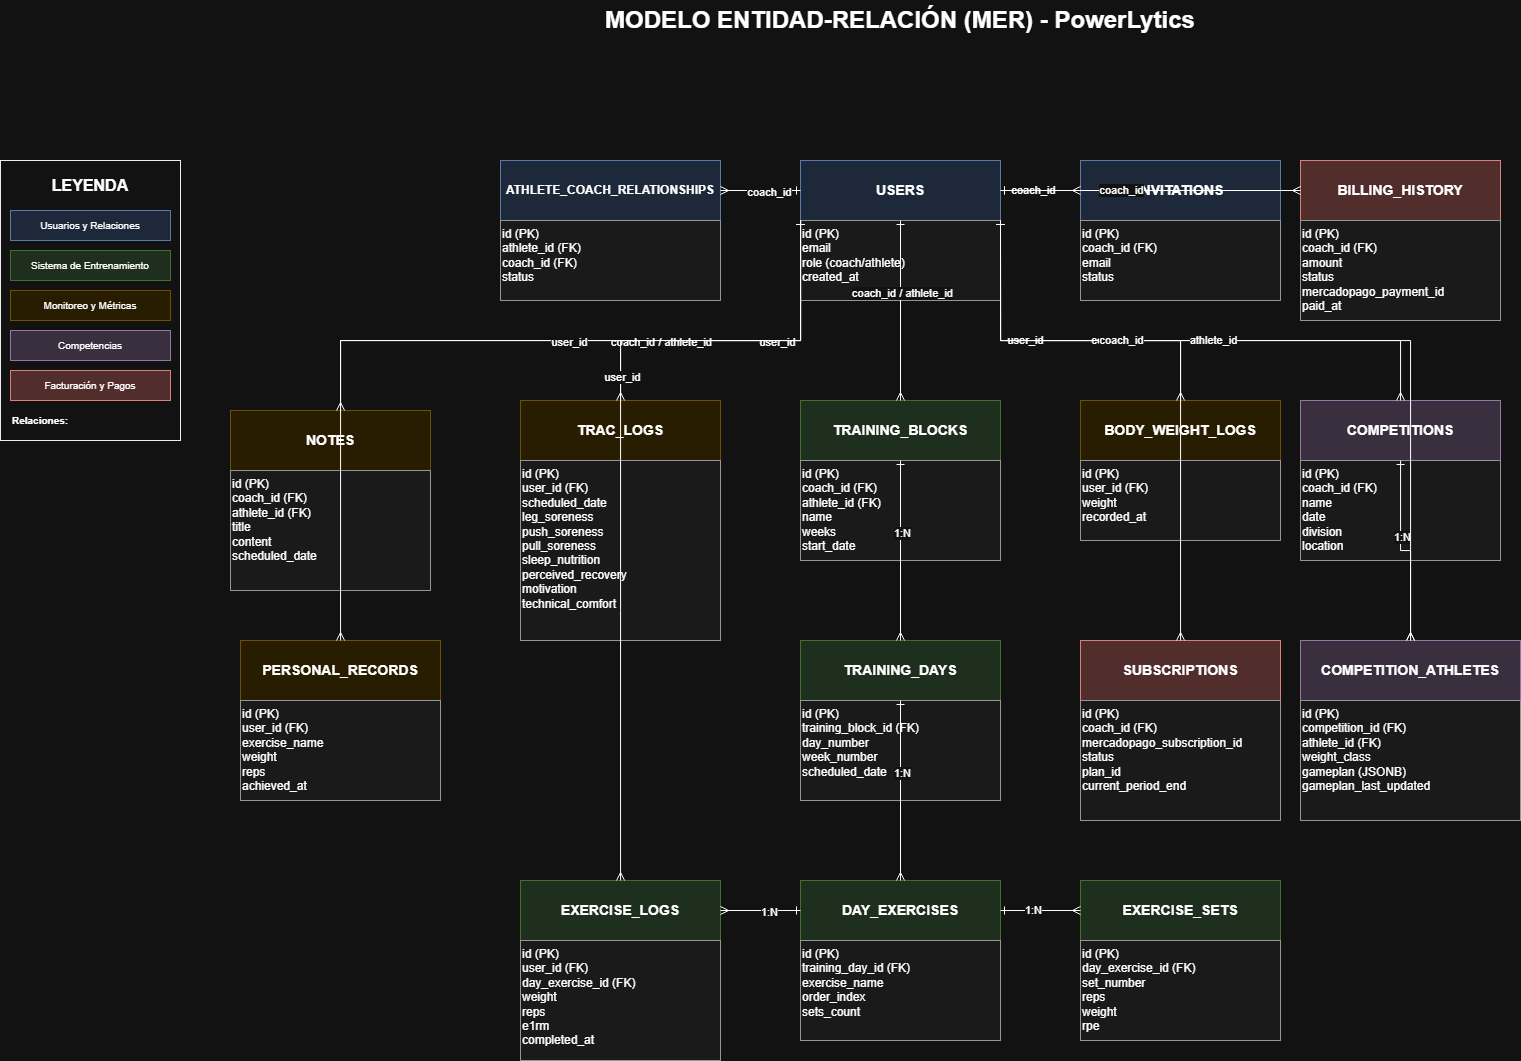 MODELO ENTIDAD-RELACIÓN (MER) - PowerLytics
LEYENDA
Usuarios y Relaciones
Sistema de Entrenamiento
Monitoreo y Métricas
Competencias
Facturación y Pagos
Relaciones:
ATHLETE_COACH_RELATIONSHIPS
id (PK)
athlete_id (FK)
coach_id (FK)
status
coach_id
USERS
id (PK)
email
role (coach/athlete)
created_at
coach_id / athlete_id
coach_id
coach_id
NVITATIONS
id (PK)
coach_id (FK)
email
status
BILLING_HISTORY
id (PK)
coach_id (FK)
amount
status
mercadopago_payment_id
paid_at
user_id
coach_id / athlete_id
user_id
user_id
user_id
coach_id
athlete_id
NOTES
id (PK)
coach_id (FK)
athlete_id (FK)
title
content
scheduled_date
TRAC_LOGS
id (PK)
user_id (FK)
scheduled_date
leg_soreness
push_soreness
pull_soreness
sleep_nutrition
perceived_recovery
motivation
technical_comfort
TRAINING_BLOCKS
id (PK)
coach_id (FK)
athlete_id (FK)
name
weeks
start_date
1:N
BODY_WEIGHT_LOGS
id (PK)
user_id (FK)
weight
recorded_at
COMPETITIONS
id (PK)
coach_id (FK)
name
date
division
location
1:N
PERSONAL_RECORDS
id (PK)
user_id (FK)
exercise_name
weight
reps
achieved_at
TRAINING_DAYS
id (PK)
training_block_id (FK)
day_number
week_number
scheduled_date
1:N
SUBSCRIPTIONS
id (PK)
coach_id (FK)
mercadopago_subscription_id
status
plan_id
current_period_end
COMPETITION_ATHLETES
id (PK)
competition_id (FK)
athlete_id (FK)
weight_class
gameplan (JSONB)
gameplan_last_updated
EXERCISE_LOGS
id (PK)
user_id (FK)
day_exercise_id (FK)
weight
reps
e1rm
completed_at
1:N
DAY_EXERCISES
id (PK)
training_day_id (FK)
exercise_name
order_index
sets_count
1:N
EXERCISE_SETS
id (PK)
day_exercise_id (FK)
set_number
reps
weight
rpe